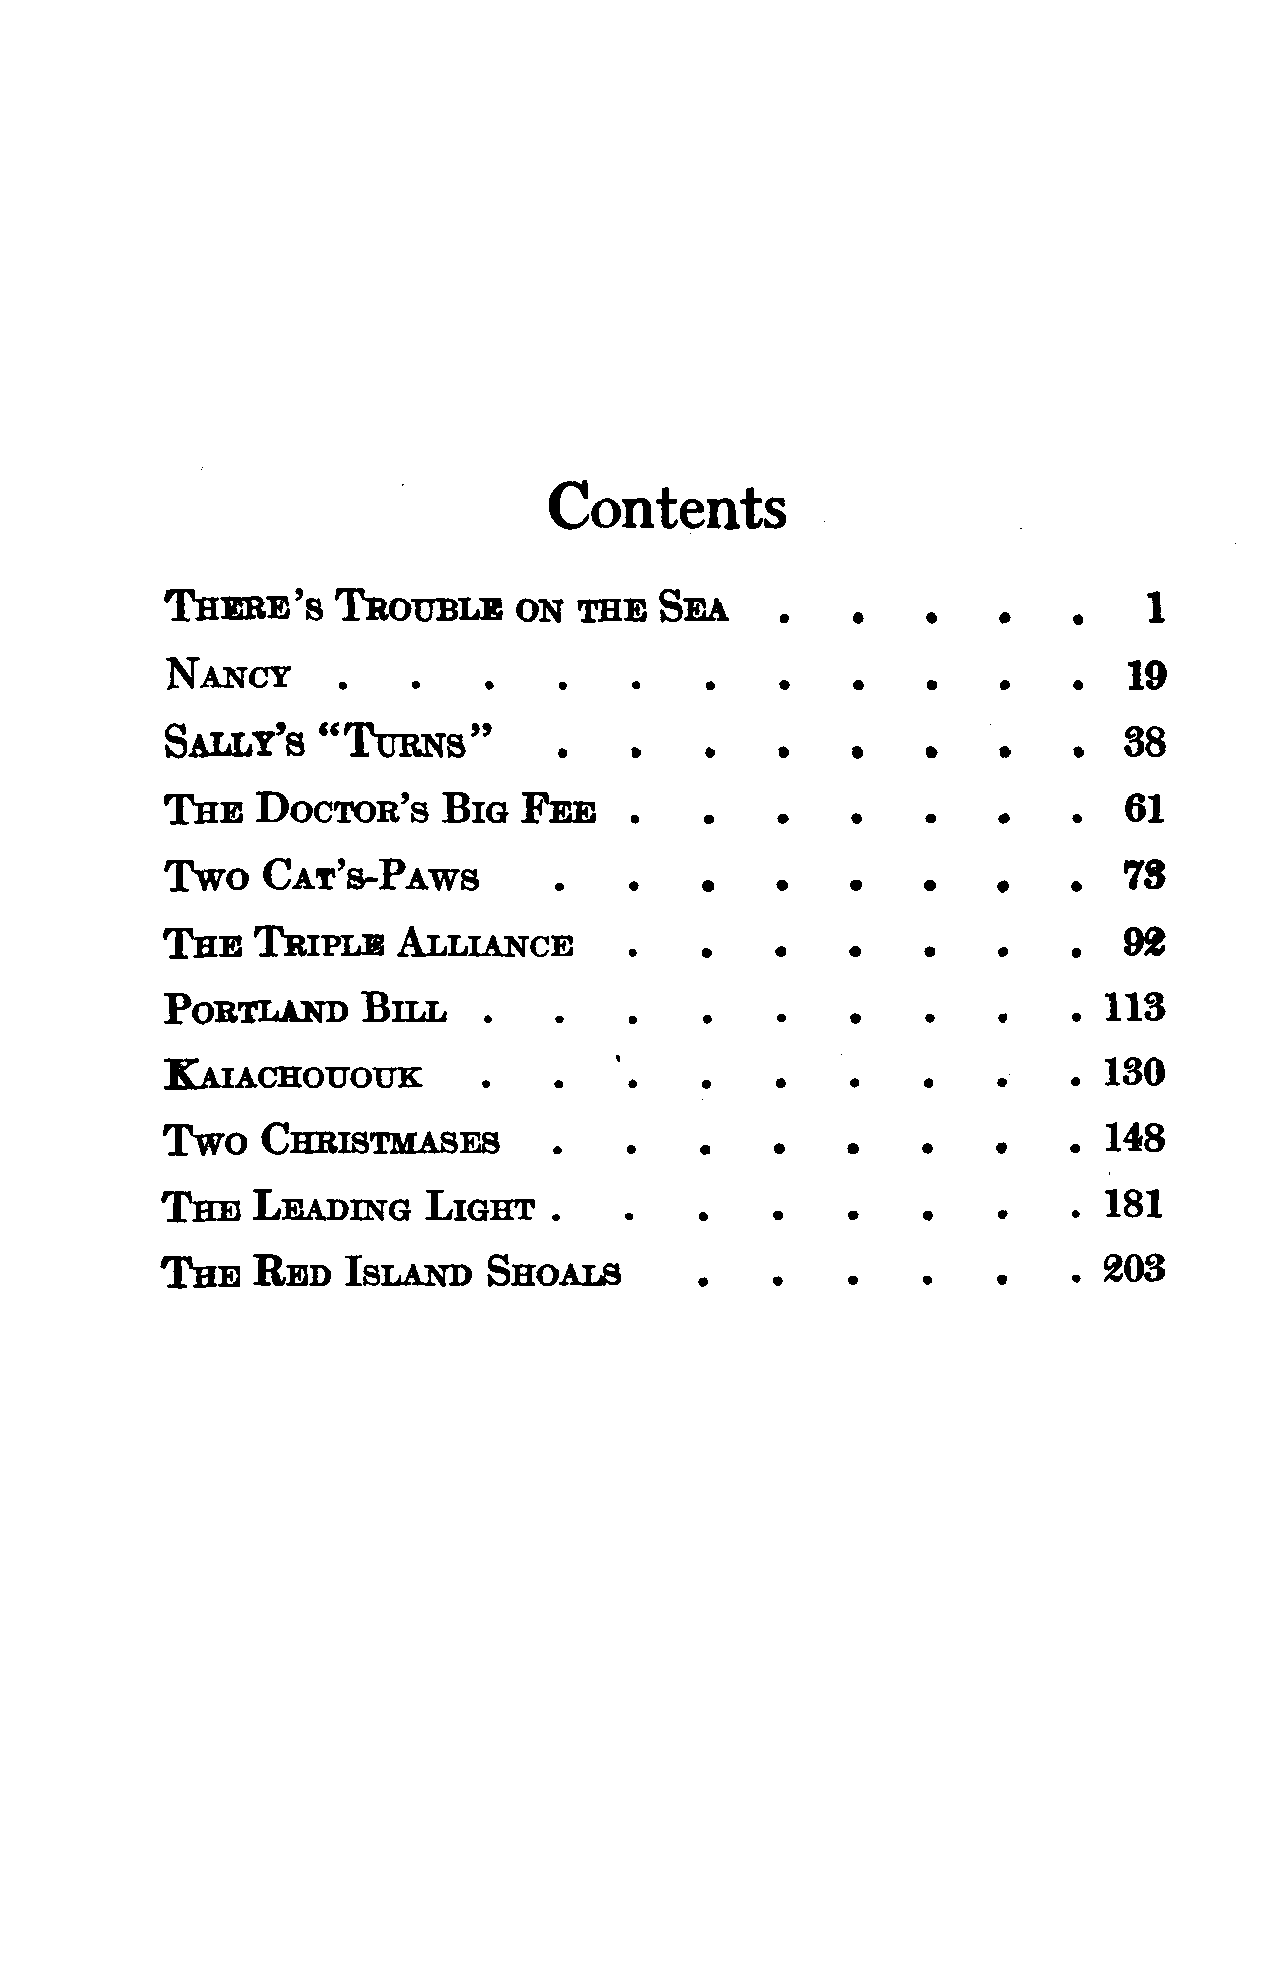 Contents
There's Trouble on the Sea . . . . . 1
Nancy . . . . . . . . . . . 19
Sally's “Turns” . . . . . . . . 38
The Doctor's Big Fee . . . . . . . 61
Two Cat's-Paws . . . . . . . . 73
The Triple Alliance . . . . . . . 92
Portland Bill . . . . . . . . . 113
Kaiachououk . . . . . . . . . 130
Two Christmases . . . . . . . . 148
The Leading Light . . . . . . . . 181
The Red Island Shoals . . . . . . 203